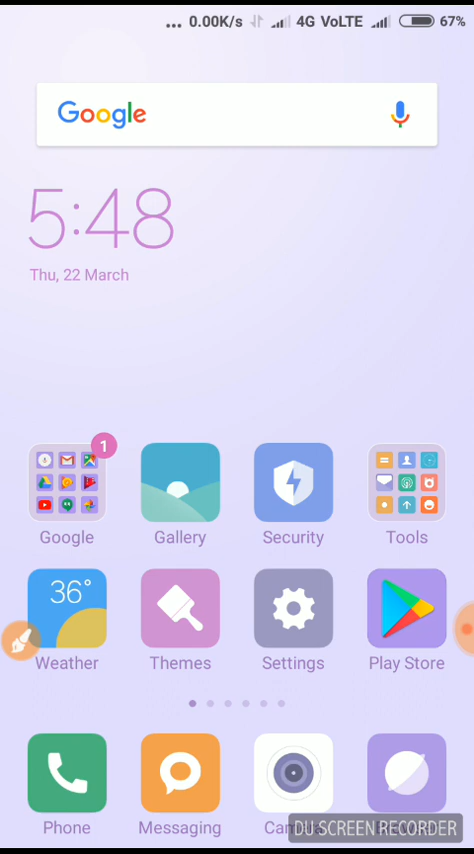 ... 0.00K/s 4G VoLTE 67%
Google
5:48
Thu, 22 March
1
Google Gallery Security Tools
36°
Weather Themes Settings Play Store
Phone Messaging
DU SCREEN RECORDER